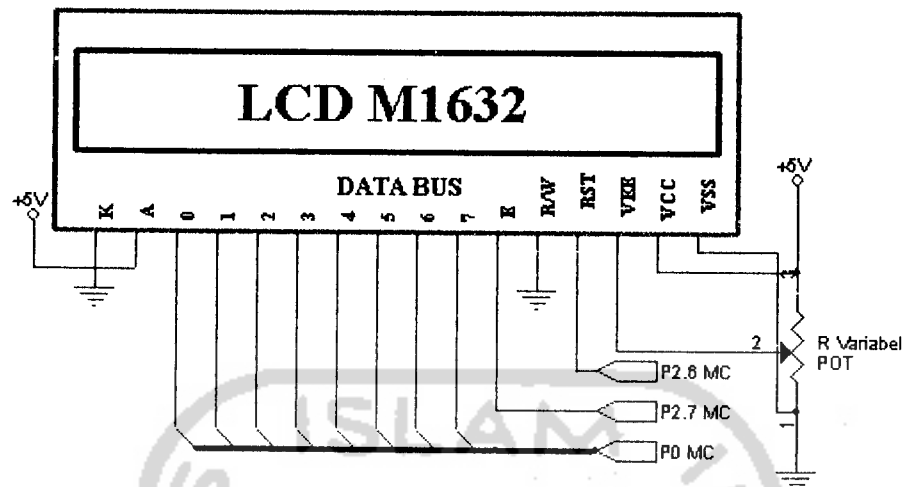 LCD M1632
DATA BUS
+5V
K
A
0
1
2
3
4
5
6
7
E
R/W
RST
VEE
VCC
VSS
+5V
3
2
R Variabel
POT
1
P2.6 MC
P2.7 MC
P0 MC
ISLAM